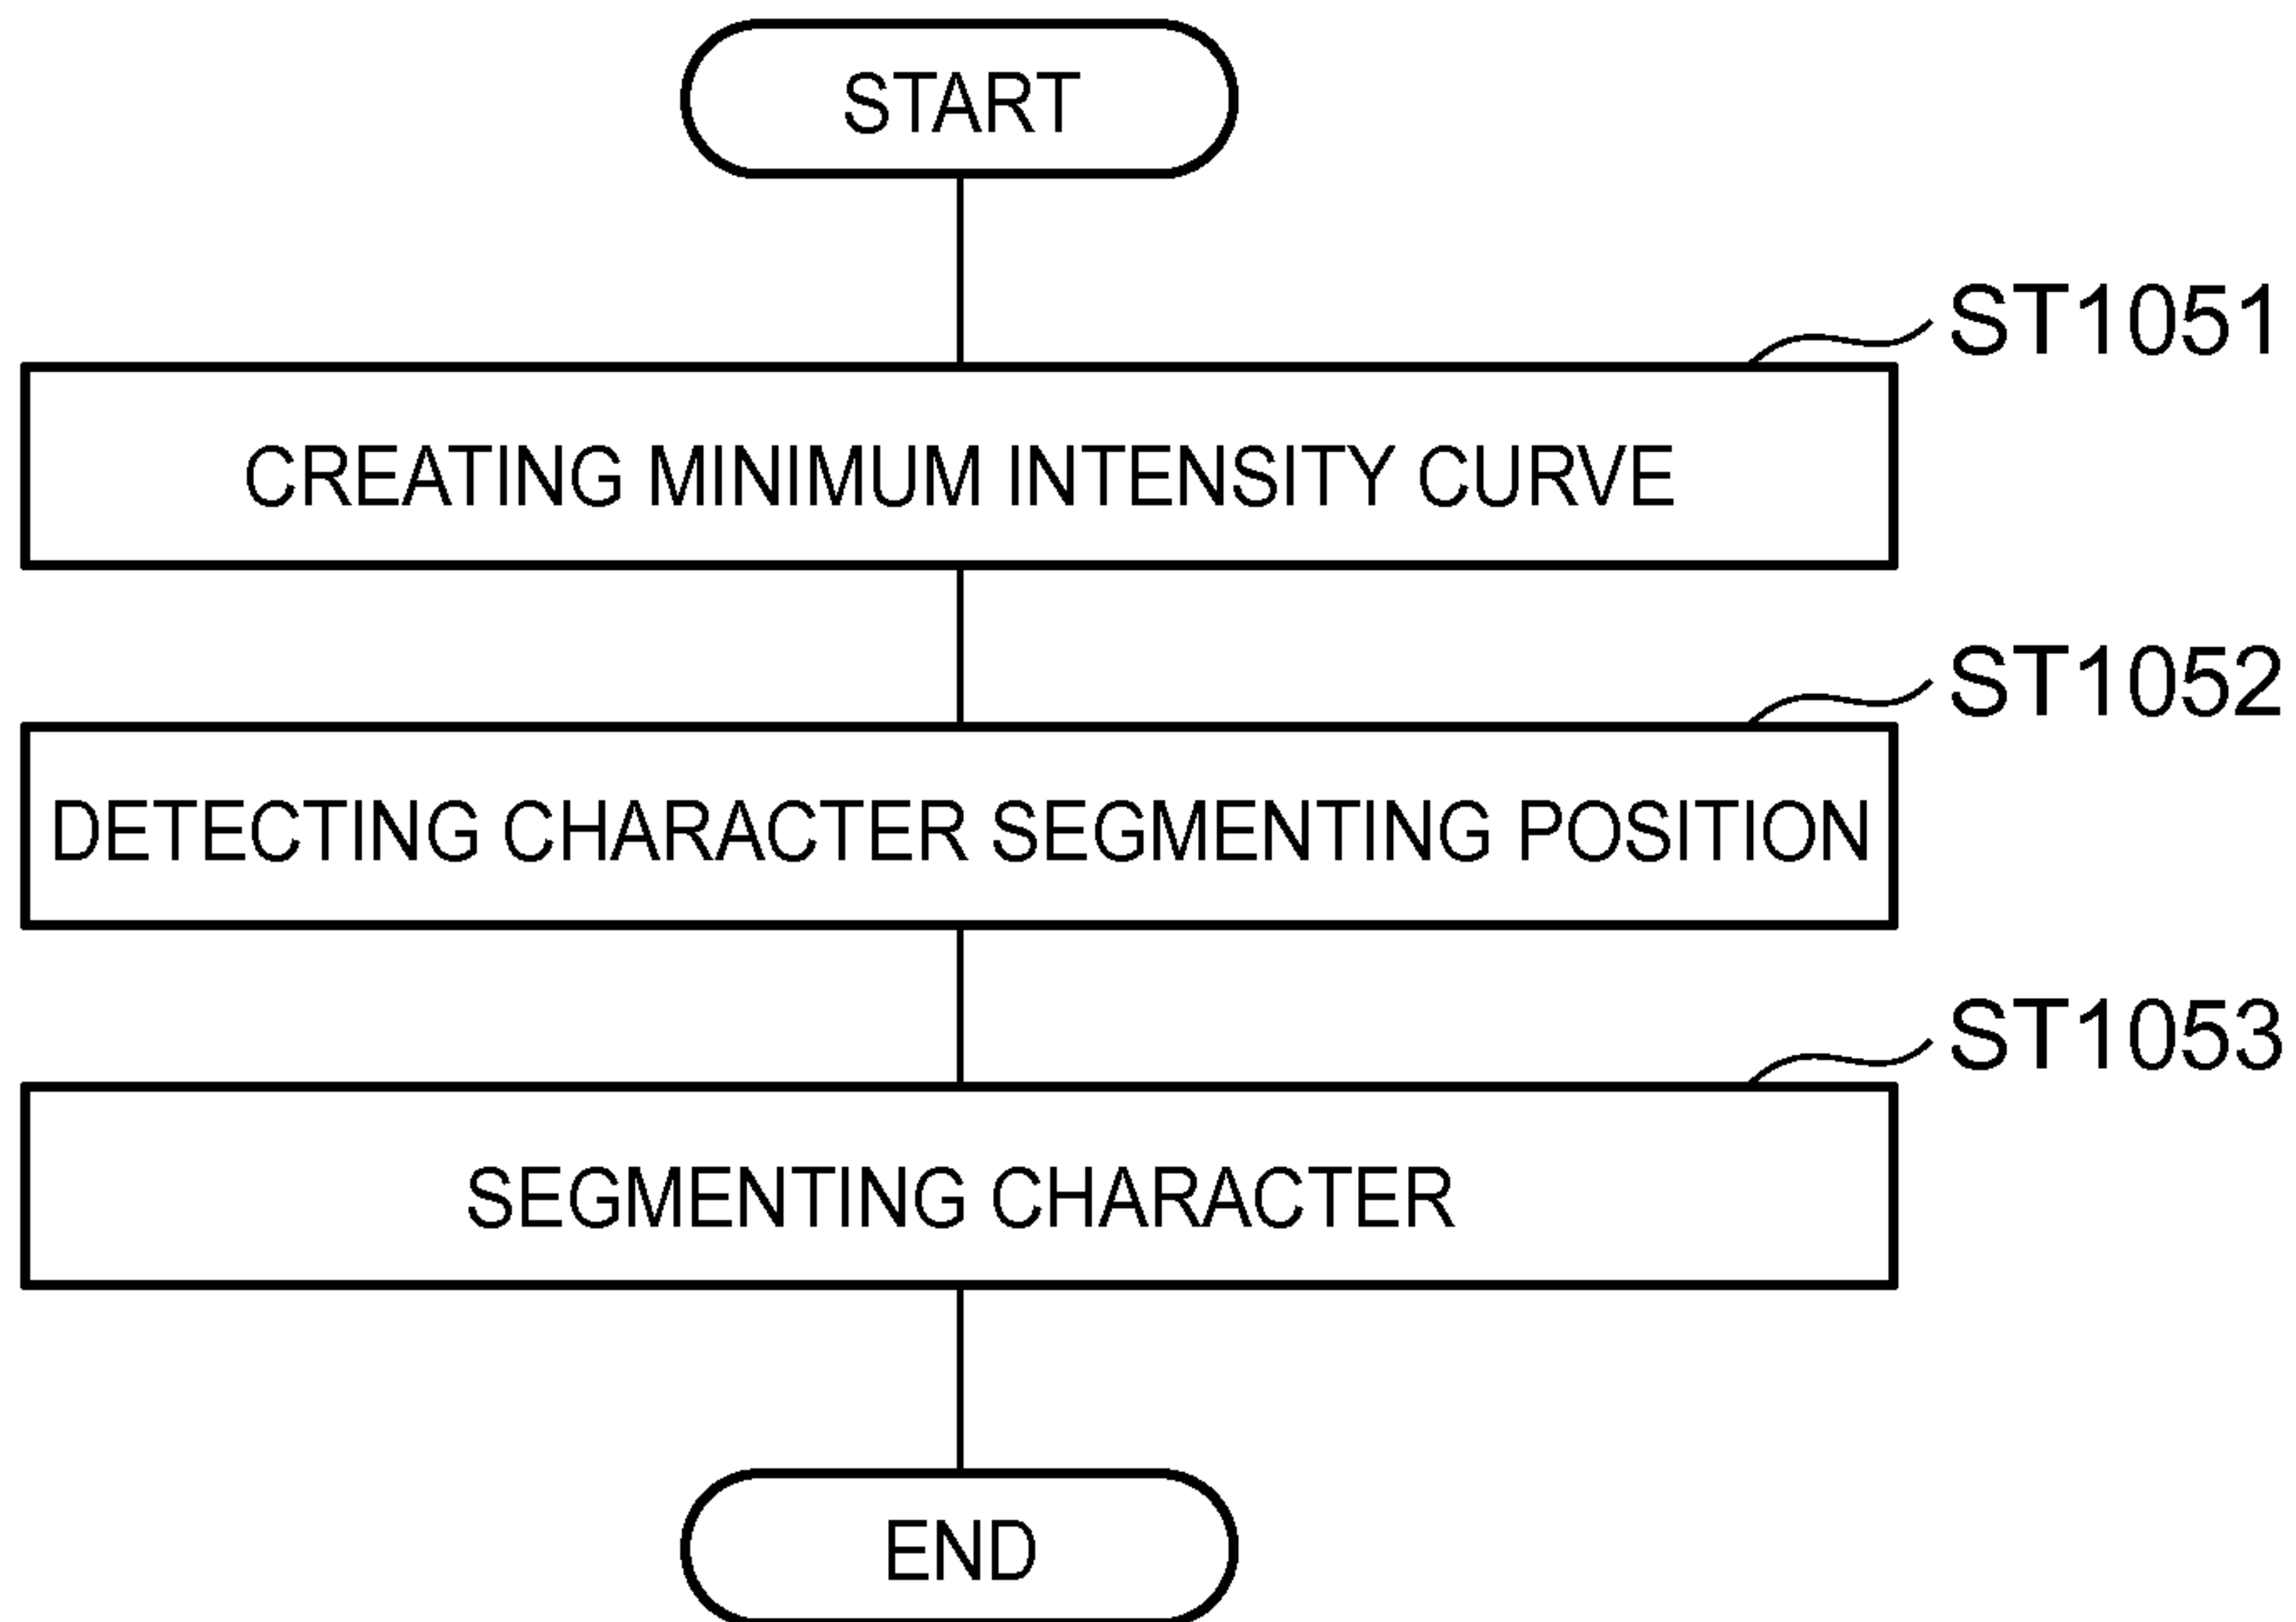 START
ST1051
CREATING MINIMUM INTENSITY CURVE
ST1052
DETECTING CHARACTER SEGMENTING POSITION
ST1053
SEGMENTING CHARACTER
END